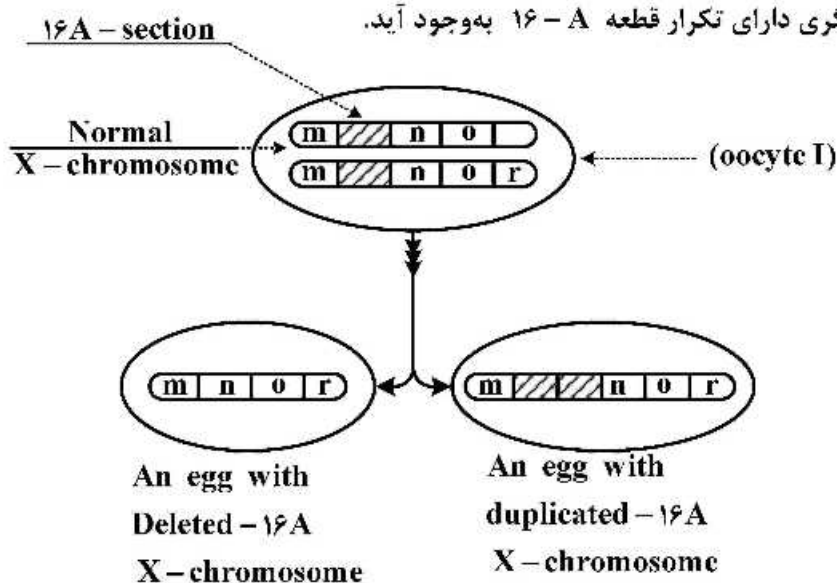 گری دارای تکرار قطعه ۱۶ – A به‌وجود آید.
۱۶A – section
Normal
X – chromosome
m n o
m n o r
(oocyte I)
m n o r
m n o r
An egg with
Deleted – ۱۶A
X – chromosome
An egg with
duplicated – ۱۶A
X – chromosome